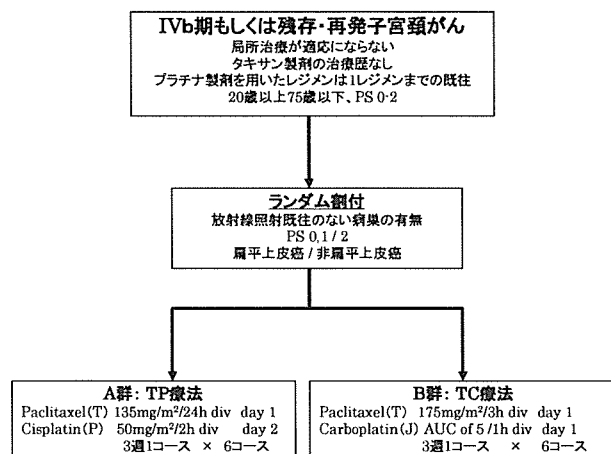 IVb期もしくは残存・再発子宮頚がん
局所治療が適応にならない
タキサン製剤の治療歴なし
プラチナ製剤を用いたレジメンは1レジメンまでの既往
20歳以上75歳以下、PS 0-2
ランダム割付
放射線照射既往のない病巣の有無
PS 0,1 / 2
扁平上皮癌 / 非扁平上皮癌
A群: TP療法
Paclitaxel(T) 135mg/m²/24h div day 1
Cisplatin(P) 50mg/m²/2h div day 2
3週1コース × 6コース
B群: TC療法
Paclitaxel(T) 175mg/m²/3h div day 1
Carboplatin(J) AUC of 5 /1h div day 1
3週1コース × 6コース